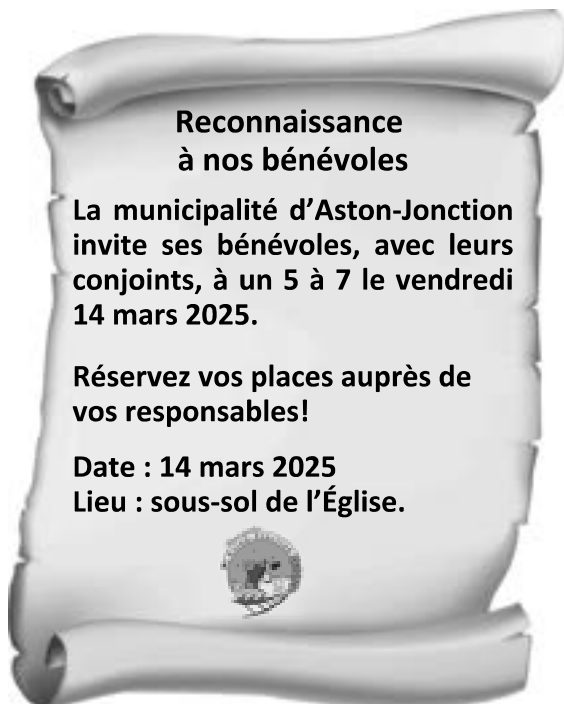 Reconnaissance
à nos bénévoles
La municipalité d’Aston-Jonction
invite ses bénévoles, avec leurs
conjoints, à un 5 à 7 le vendredi
14 mars 2025.
Réservez vos places auprès de
vos responsables!
Date : 14 mars 2025
Lieu : sous-sol de l’Église.